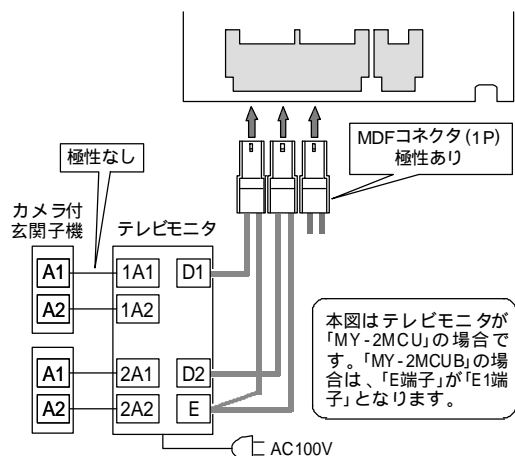 MDFコネクタ(1P)
極性あり
極性なし
カメラ付
玄関子機
テレビモニタ
A1
1A1
D1
A2
1A2
A1
2A1
D2
A2
2A2
E
本図はテレビモニタが
「MY-2MCU」の場合で
す。「MY-2MCUB」の場
合は、「E端子」が「E1端
子」となります。
AC100V